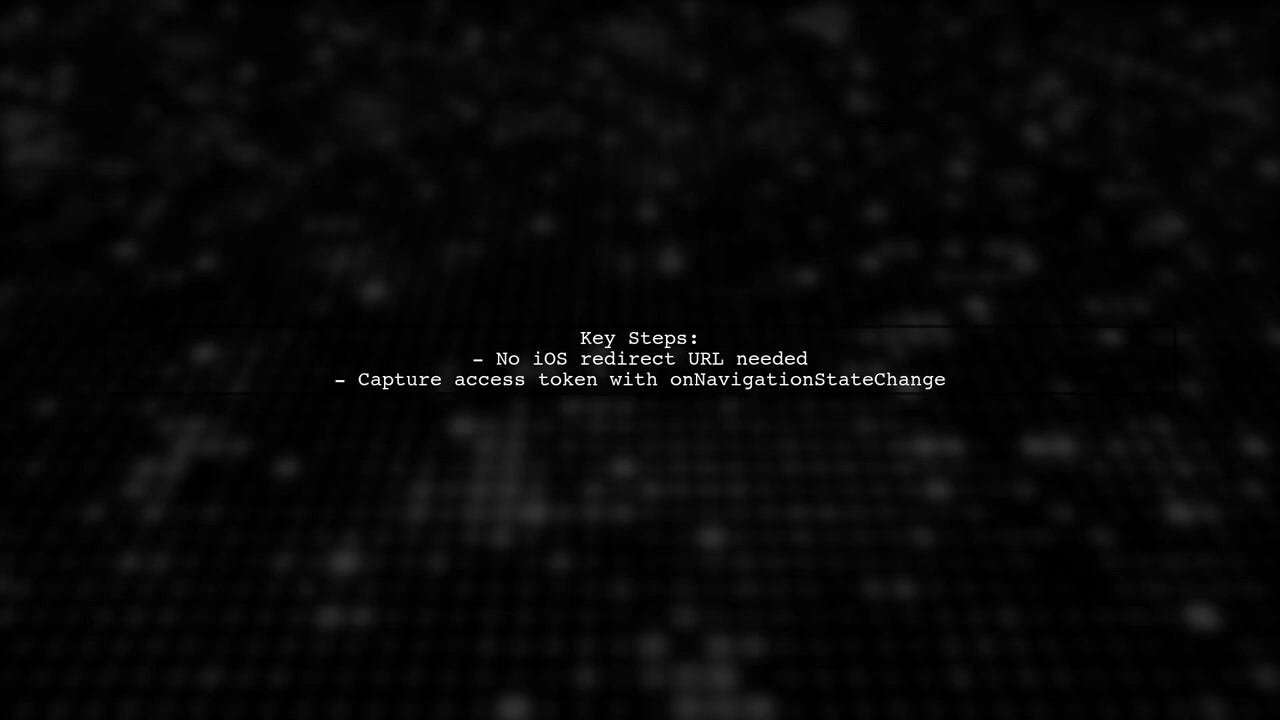 Key Steps:
- No iOS redirect URL needed
- Capture access token with onNavigationStateChange